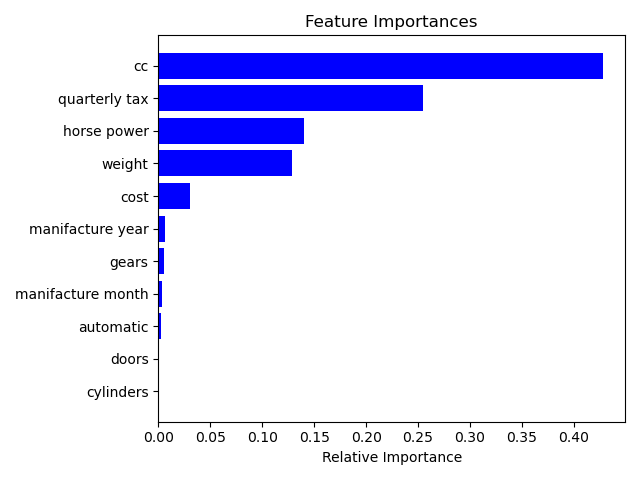 Feature Importances
cc
quarterly tax
horse power
weight
cost
manifacture year
gears
manifacture month
automatic
doors
cylinders
0.00 0.05 0.10 0.15 0.20 0.25 0.30 0.35 0.40
Relative Importance